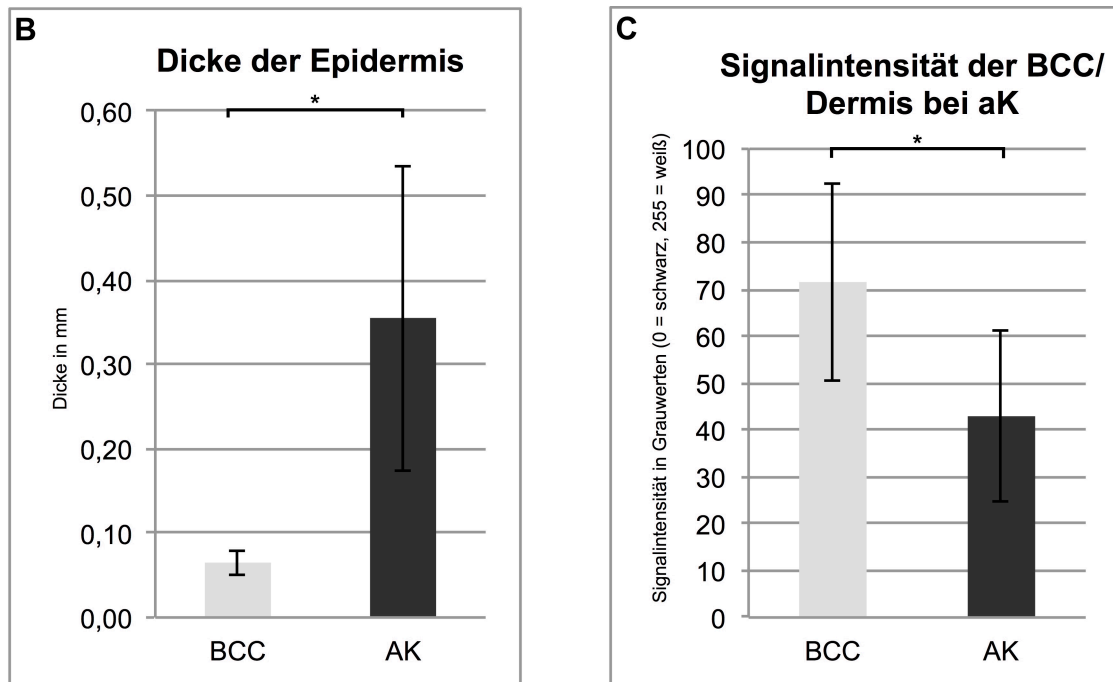 B
Dicke der Epidermis
*
Dicke in mm
0,60
0,50
0,40
0,30
0,20
0,10
0,00
BCC
AK
C
Signalintensität der BCC/
Dermis bei aK
*
Signalintensität in Grauwerten (0 = schwarz, 255 = weiß)
100
90
80
70
60
50
40
30
20
10
0
BCC
AK